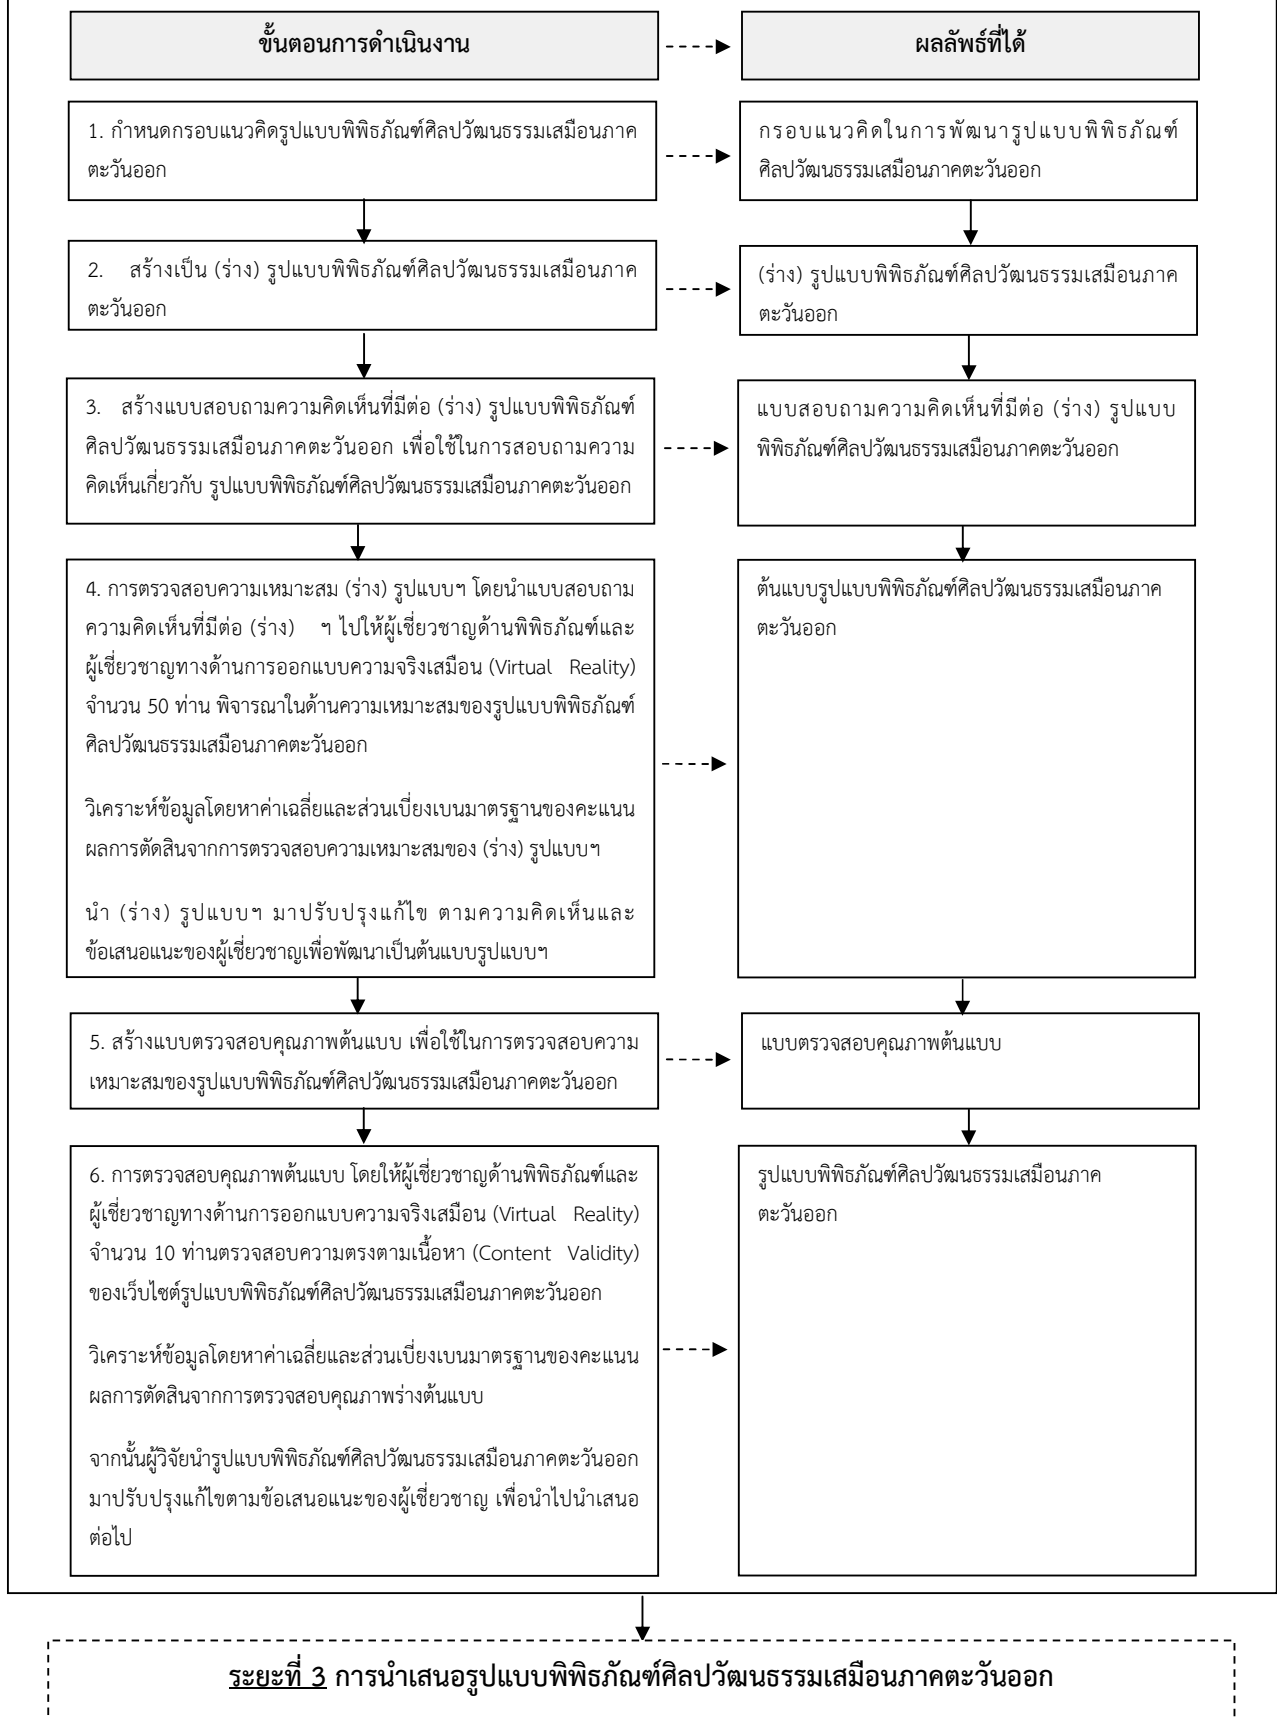 ขั้นตอนการดำเนินงาน
ผลลัพธ์ที่ได้
1. กำหนดกรอบแนวคิดรูปแบบพิพิธภัณฑ์ศิลปวัฒนธรรมเสมือนภาค
ตะวันออก
กรอบแนวคิดในการพัฒนารูปแบบพิพิธภัณฑ์
ศิลปวัฒนธรรมเสมือนภาคตะวันออก
2. สร้างเป็น (ร่าง) รูปแบบพิพิธภัณฑ์ศิลปวัฒนธรรมเสมือนภาค
ตะวันออก
(ร่าง) รูปแบบพิพิธภัณฑ์ศิลปวัฒนธรรมเสมือนภาค
ตะวันออก
3. สร้างแบบสอบถามความคิดเห็นที่มีต่อ (ร่าง) รูปแบบพิพิธภัณฑ์
ศิลปวัฒนธรรมเสมือนภาคตะวันออก เพื่อใช้ในการสอบถามความ
คิดเห็นเกี่ยวกับ รูปแบบพิพิธภัณฑ์ศิลปวัฒนธรรมเสมือนภาคตะวันออก
แบบสอบถามความคิดเห็นที่มีต่อ (ร่าง) รูปแบบ
พิพิธภัณฑ์ศิลปวัฒนธรรมเสมือนภาคตะวันออก
4. การตรวจสอบความเหมาะสม (ร่าง) รูปแบบฯ โดยนำแบบสอบถาม
ความคิดเห็นที่มีต่อ (ร่าง) ฯ ไปให้ผู้เชี่ยวชาญด้านพิพิธภัณฑ์และ
ผู้เชี่ยวชาญทางด้านการออกแบบความจริงเสมือน (Virtual Reality)
จำนวน 50 ท่าน พิจารณาในด้านความเหมาะสมของรูปแบบพิพิธภัณฑ์
ศิลปวัฒนธรรมเสมือนภาคตะวันออก
วิเคราะห์ข้อมูลโดยหาค่าเฉลี่ยและส่วนเบี่ยงเบนมาตรฐานของคะแนน
ผลการตัดสินจากการตรวจสอบความเหมาะสมของ (ร่าง) รูปแบบฯ
นำ (ร่าง) รูปแบบฯ มาปรับปรุงแก้ไข ตามความคิดเห็นและ
ข้อเสนอแนะของผู้เชี่ยวชาญเพื่อพัฒนาเป็นต้นแบบรูปแบบฯ
ต้นแบบรูปแบบพิพิธภัณฑ์ศิลปวัฒนธรรมเสมือนภาค
ตะวันออก
5. สร้างแบบตรวจสอบคุณภาพต้นแบบ เพื่อใช้ในการตรวจสอบความ
เหมาะสมของรูปแบบพิพิธภัณฑ์ศิลปวัฒนธรรมเสมือนภาคตะวันออก
แบบตรวจสอบคุณภาพต้นแบบ
6. การตรวจสอบคุณภาพต้นแบบ โดยให้ผู้เชี่ยวชาญด้านพิพิธภัณฑ์และ
ผู้เชี่ยวชาญทางด้านการออกแบบความจริงเสมือน (Virtual Reality)
จำนวน 10 ท่านตรวจสอบความตรงตามเนื้อหา (Content Validity)
ของเว็บไซต์รูปแบบพิพิธภัณฑ์ศิลปวัฒนธรรมเสมือนภาคตะวันออก
วิเคราะห์ข้อมูลโดยหาค่าเฉลี่ยและส่วนเบี่ยงเบนมาตรฐานของคะแนน
ผลการตัดสินจากการตรวจสอบคุณภาพร่างต้นแบบ
จากนั้นผู้วิจัยนำรูปแบบพิพิธภัณฑ์ศิลปวัฒนธรรมเสมือนภาคตะวันออก
มาปรับปรุงแก้ไขตามข้อเสนอแนะของผู้เชี่ยวชาญ เพื่อนำไปนำเสนอ
ต่อไป
รูปแบบพิพิธภัณฑ์ศิลปวัฒนธรรมเสมือนภาค
ตะวันออก
ระยะที่ 3 การนำเสนอรูปแบบพิพิธภัณฑ์ศิลปวัฒนธรรมเสมือนภาคตะวันออก